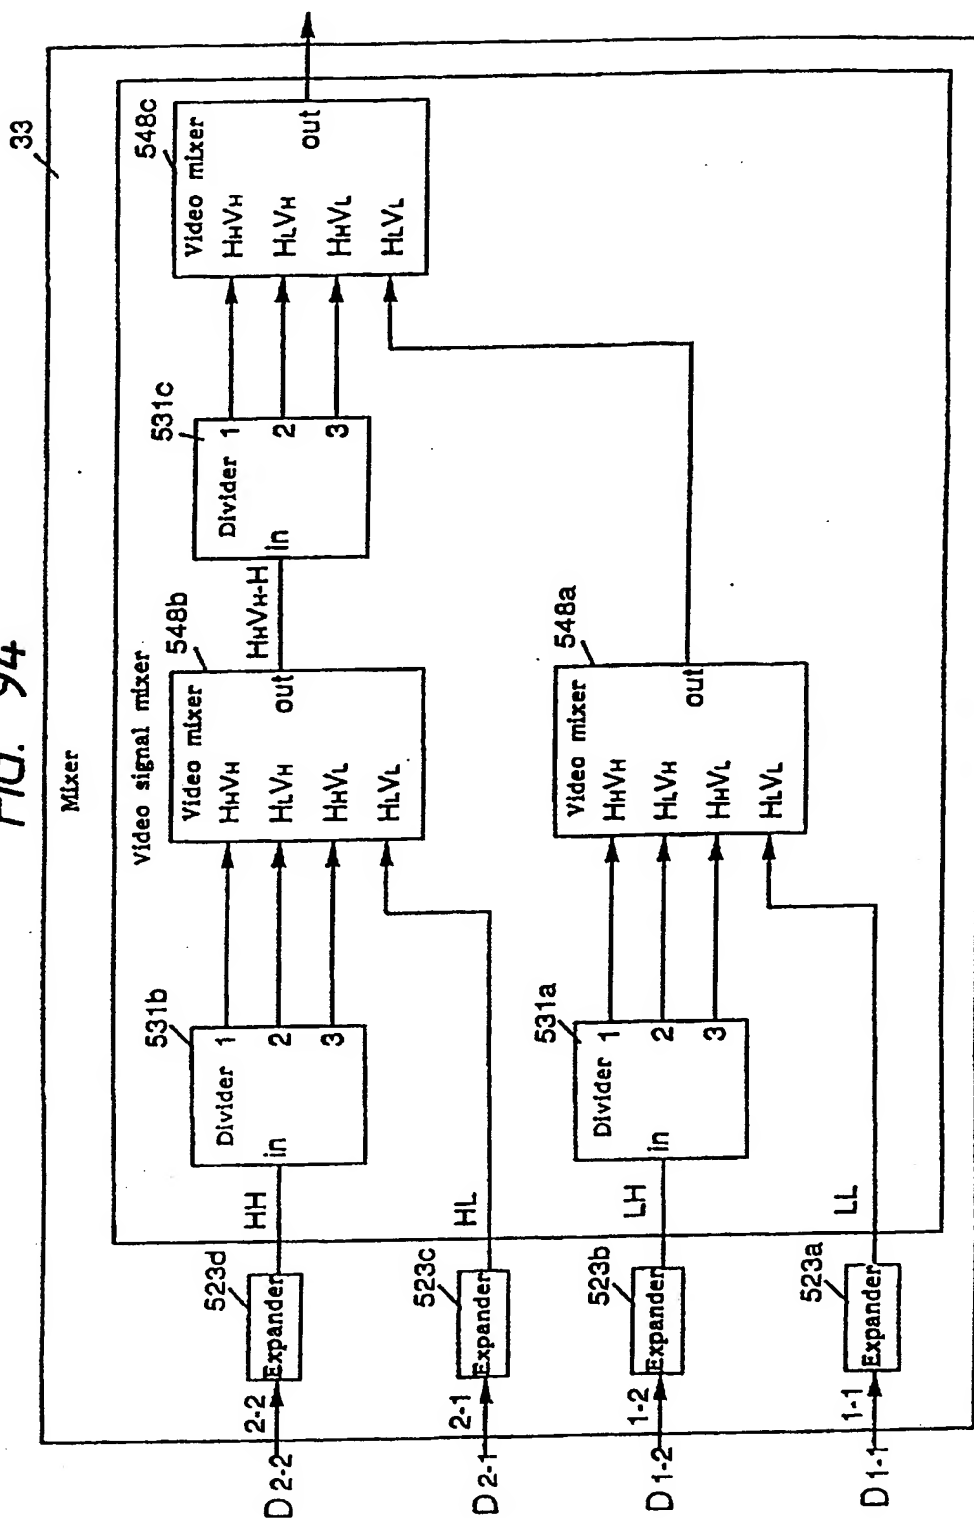 FIG. 94
33
Mixer
Video signal mixer
548c
Video mixer
HHVH
HLVH
HHVL
HLVL
out
531c
Divider
1
2
3
in
HHVH-H
548b
Video mixer
HHVH
HLVH
HHVL
HLVL
out
548a
Video mixer
HHVH
HLVH
HHVL
HLVL
out
531b
Divider
1
2
3
in
531a
Divider
1
2
3
in
HH
HL
LH
LL
523d
Expander
523c
Expander
523b
Expander
523a
Expander
2-2
2-1
1-2
1-1
D2-2
D2-1
D1-2
D1-1